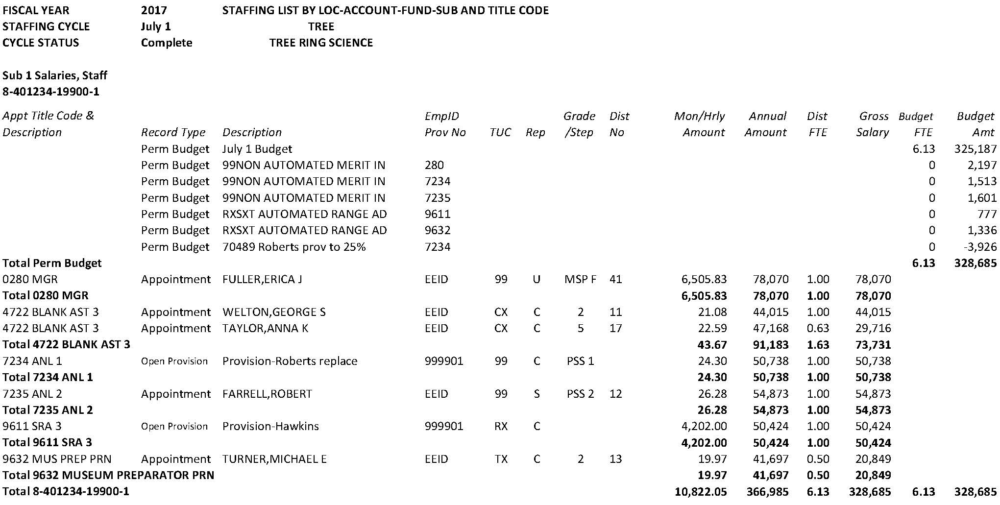 FISCAL YEAR 2017 STAFFING LIST BY LOC-ACCOUNT-FUND-SUB AND TITLE CODE
STAFFING CYCLE July 1 TREE
CYCLE STATUS Complete TREE RING SCIENCE
Sub 1 Salaries, Staff
8-401234-19900-1
Appt Title Code & EmpID Grade Dist Mon/Hrly Annual Dist Gross Budget Budget
Description Record Type Description Prov No TUC Rep /Step No Amount Amount FTE Salary FTE Amt
Perm Budget July 1 Budget 6.13 325,187
Perm Budget 99NON AUTOMATED MERIT IN 280 0 2,197
Perm Budget 99NON AUTOMATED MERIT IN 7234 0 1,513
Perm Budget 99NON AUTOMATED MERIT IN 7235 0 1,601
Perm Budget RXSXT AUTOMATED RANGE AD 9611 0 777
Perm Budget RXSXT AUTOMATED RANGE AD 9632 0 1,336
Perm Budget 70489 Roberts prov to 25% 7234 0 -3,926
Total Perm Budget 6.13 328,685
0280 MGR Appointment FULLER,ERICA J EEID 99 U MSP F 41 6,505.83 78,070 1.00 78,070
Total 0280 MGR 6,505.83 78,070 1.00 78,070
4722 BLANK AST 3 Appointment WELTON,GEORGE S EEID CX C 2 11 21.08 44,015 1.00 44,015
4722 BLANK AST 3 Appointment TAYLOR,ANNA K EEID CX C 5 17 22.59 47,168 0.63 29,716
Total 4722 BLANK AST 3 43.67 91,183 1.63 73,731
7234 ANL 1 Open Provision Provision-Roberts replace 999901 99 C PSS 1 24.30 50,738 1.00 50,738
Total 7234 ANL 1 24.30 50,738 1.00 50,738
7235 ANL 2 Appointment FARRELL,ROBERT EEID 99 S PSS 2 12 26.28 54,873 1.00 54,873
Total 7235 ANL 2 26.28 54,873 1.00 54,873
9611 SRA 3 Open Provision Provision-Hawkins 999901 RX C 4,202.00 50,424 1.00 50,424
Total 9611 SRA 3 4,202.00 50,424 1.00 50,424
9632 MUS PREP PRN Appointment TURNER,MICHAEL E EEID TX C 2 13 19.97 41,697 0.50 20,849
Total 9632 MUSEUM PREPARATOR PRN 19.97 41,697 0.50 20,849
Total 8-401234-19900-1 10,822.05 366,985 6.13 328,685 6.13 328,685